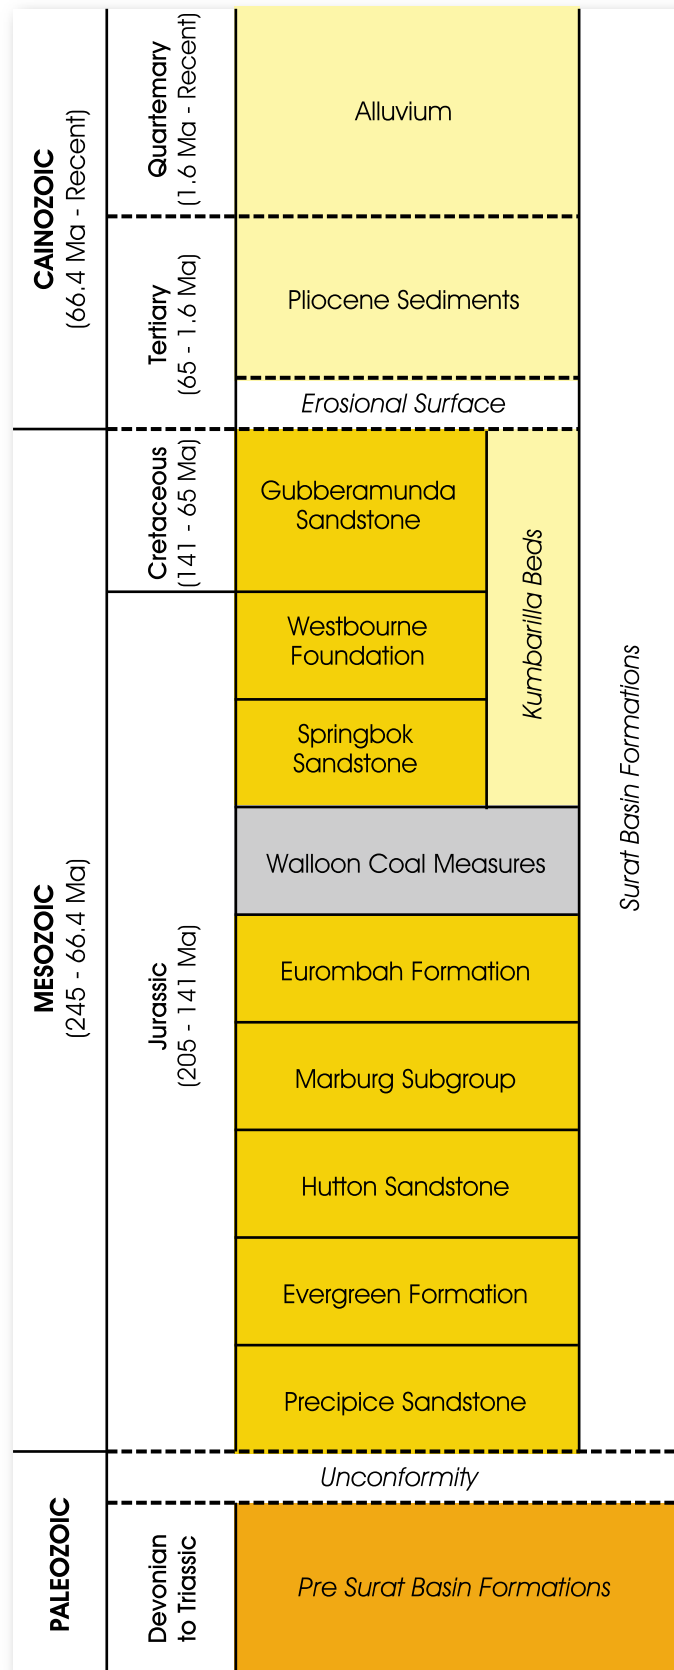 CAINOZOIC
(66.4 Ma - Recent)
Quarternary
(1.6 Ma - Recent)
Alluvium
Tertiary
(65 - 1.6 Ma)
Pliocene Sediments
Erosional Surface
MESOZOIC
(245 - 66.4 Ma)
Cretaceous
(141 - 65 Ma)
Gubberamunda
Sandstone
Kumbarilla Beds
Surat Basin Formations
Jurassic
(205 - 141 Ma)
Westbourne
Foundation
Springbok
Sandstone
Walloon Coal Measures
Eurombah Formation
Marburg Subgroup
Hutton Sandstone
Evergreen Formation
Precipice Sandstone
Unconformity
PALEOZOIC
Devonian
to Triassic
Pre Surat Basin Formations